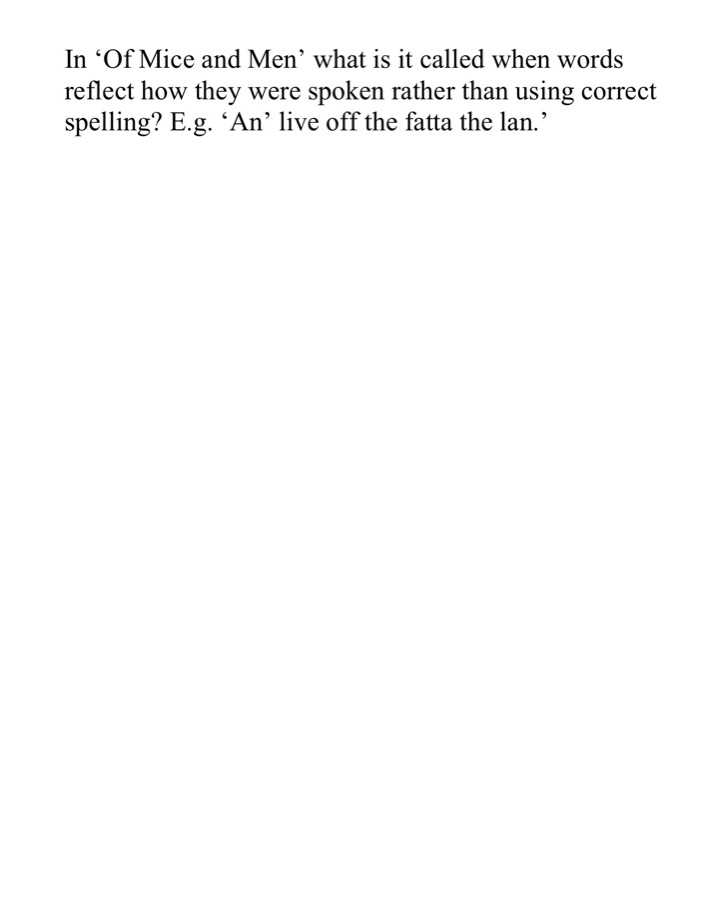 In ‘Of Mice and Men’ what is it called when words
reflect how they were spoken rather than using correct
spelling? E.g. ‘An’ live off the fatta the lan.’